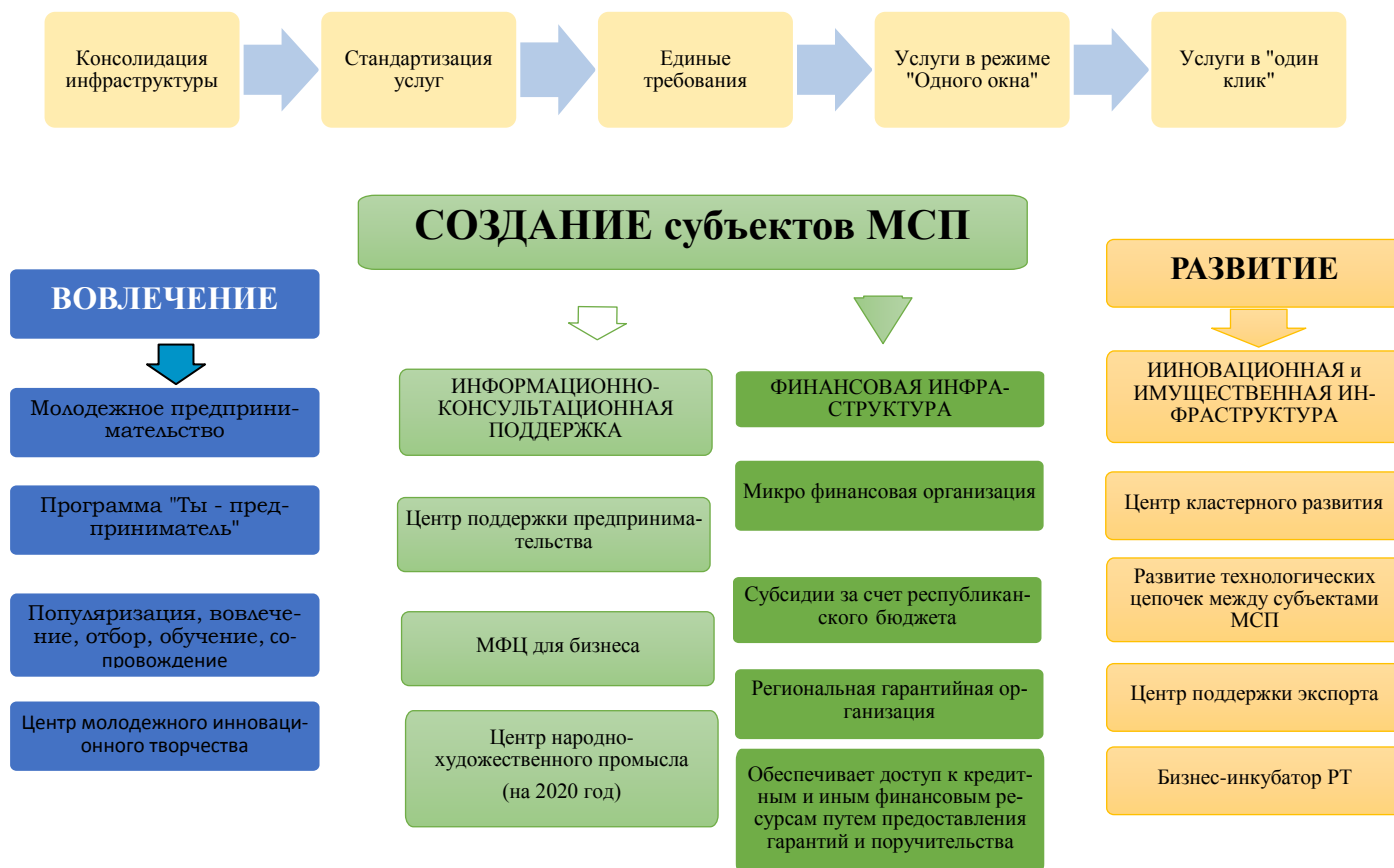 Консолидация
инфраструктуры
Стандартизация
услуг
Единые
требования
Услуги в режиме
"Одного окна"
Услуги в "один
клик"
СОЗДАНИЕ субъектов МСП
ВОВЛЕЧЕНИЕ
Молодежное предприни-
мательство
Программа "Ты - пред-
приниматель"
Популяризация, вовлече-
ние, отбор, обучение, со-
провождение
Центр молодежного инноваци-
онного творчества
ИНФОРМАЦИОННО-
КОНСУЛЬТАЦИОННАЯ
ПОДДЕРЖКА
Центр поддержки предпринима-
тельства
МФЦ для бизнеса
Центр народно-
художественного промысла
(на 2020 год)
ФИНАНСОВАЯ ИНФРА-
СТРУКТУРА
Микро финансовая организация
Субсидии за счет республикан-
ского бюджета
Региональная гарантийная ор-
ганизация
Обеспечивает доступ к кредит-
ным и иным финансовым ре-
сурсам путем предоставления
гарантий и поручительства
РАЗВИТИЕ
ИИНОВАЦИОННАЯ и
ИМУЩЕСТВЕННАЯ ИН-
ФРАСТРУКТУРА
Центр кластерного развития
Развитие технологических
цепочек между субъектами
МСП
Центр поддержки экспорта
Бизнес-инкубатор РТ